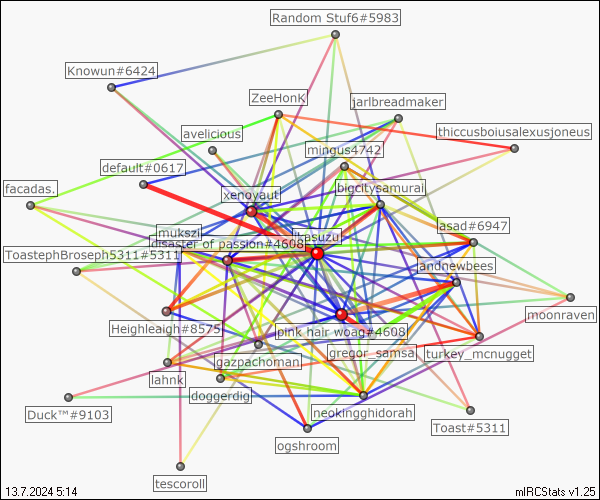 Random Stuf6#5983
Knowun#6424
ZeeHonK
jarlbreadmaker
avelicious
thiccusboiusalexusjoneus
mingus4742
default#0617
bigcitysamurai
facadas.
xenoyaut
asad#6947
mukszi
ikasuzu
disaster of passion#4608
ToastephBroseph5311#5311
andnewbees
moonraven
Heighleaigh#8575
pink hair woag#4608
gregor_samsa
turkey_mcnugget
gazpachoman
lahnk
doggerdig
neokingghidorah
Duck™#9103
Toast#5311
ogshroom
tescoroll
13.7.2024 5:14
mIRCStats v1.25